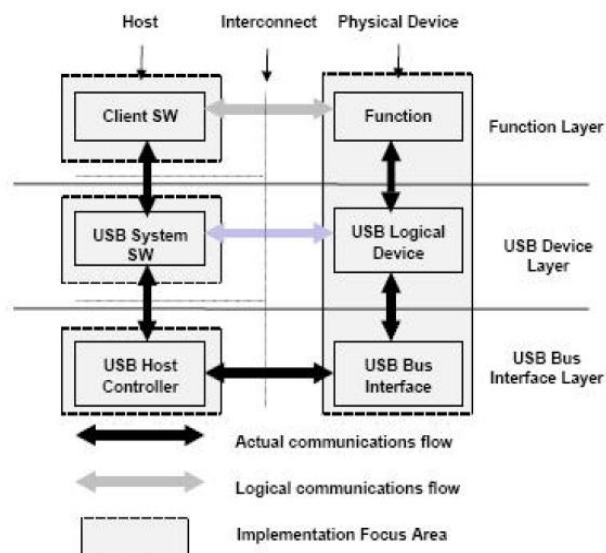 Host Interconnect Physical Device
Client SW
Function
Function Layer
USB System
SW
USB Logical
Device
USB Device
Layer
USB Host
Controller
USB Bus
Interface
USB Bus
Interface Layer
Actual communications flow
Logical communications flow
Implementation Focus Area